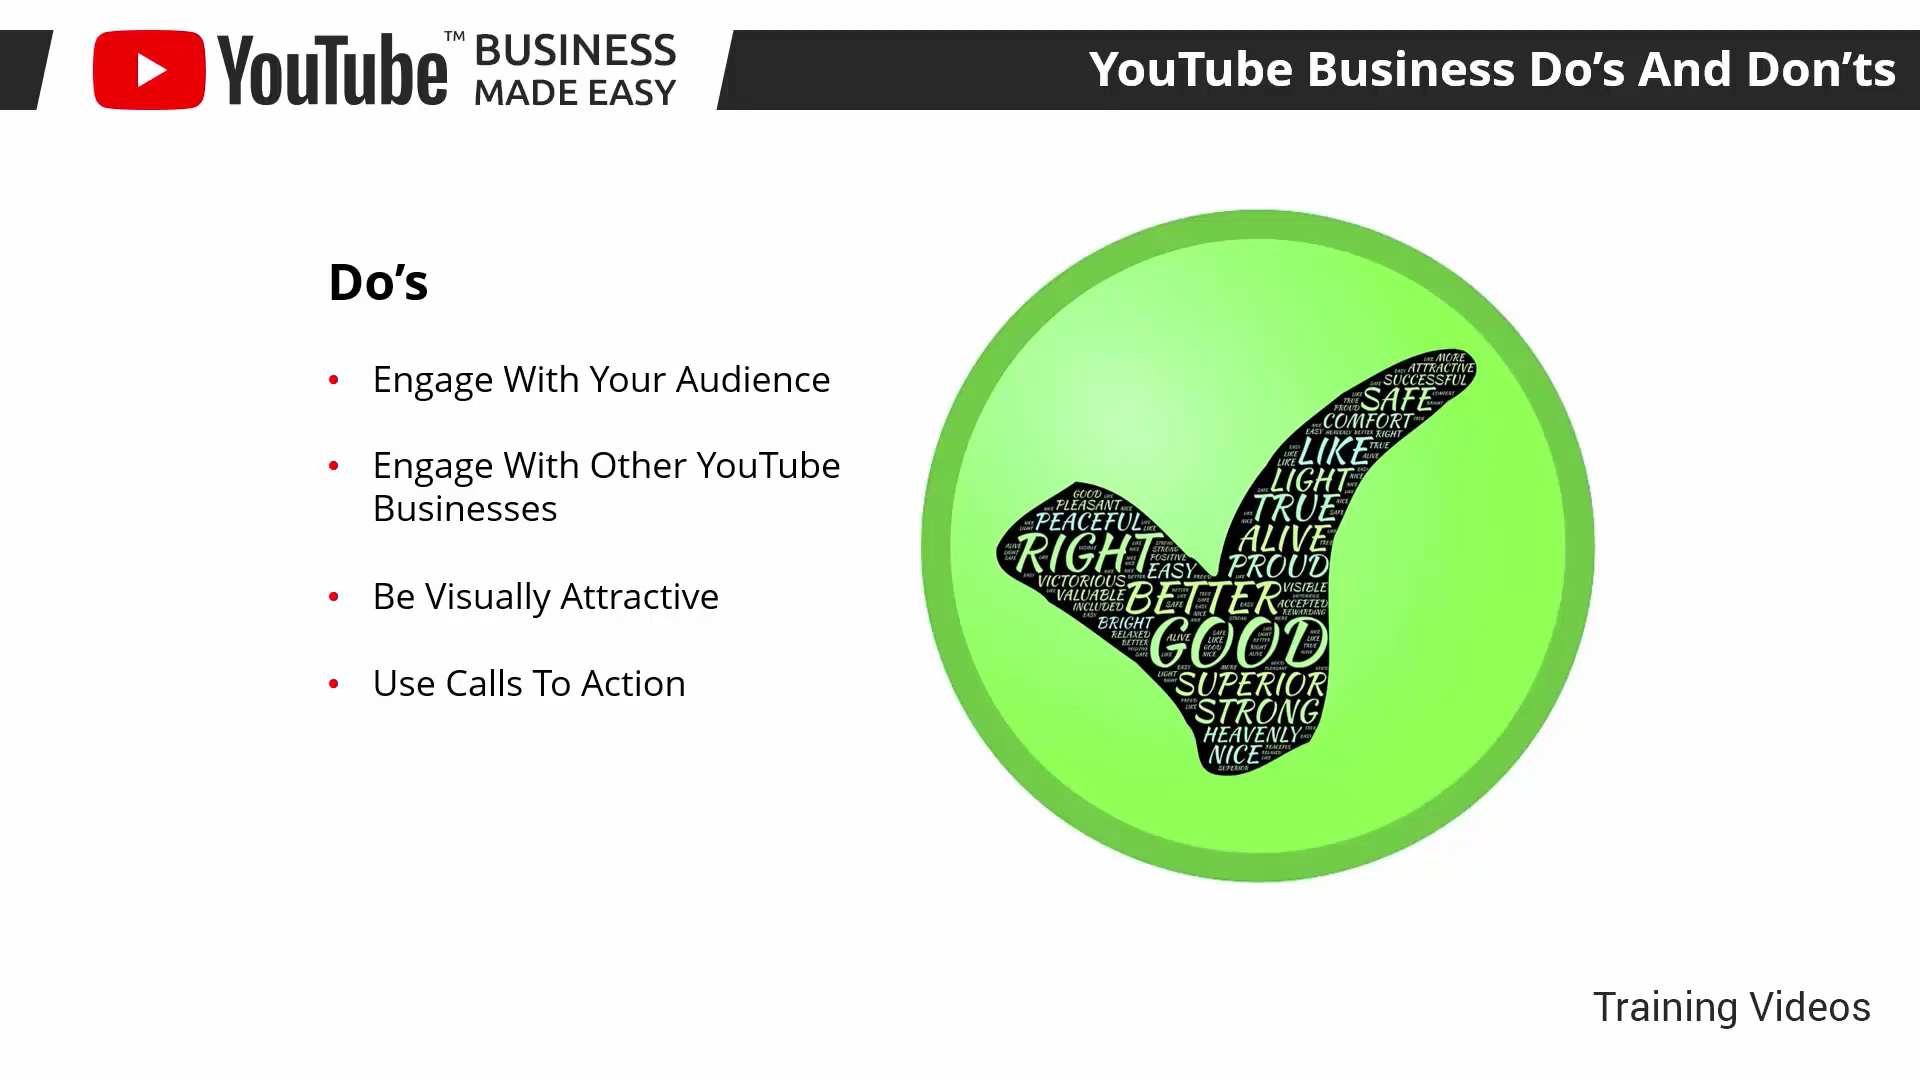 YouTube™ BUSINESS
MADE EASY
YouTube Business Do’s And Don’ts
Do’s
• Engage With Your Audience
• Engage With Other YouTube
Businesses
• Be Visually Attractive
• Use Calls To Action
MORE
ATTRACTIVE
SUCCESSFUL
SAFE
COMFORT
LIKE
LIGHT
TRUE
ALIVE
PROUD
GOOD
PLEASANT
PEACEFUL
RIGHT
EASY
VICTORIOUS
VALUABLE
INCLUDED
BETTER
VISIBLE
ACCEPTED
REWARDING
BRIGHT
RELAXED
BETTER
GOOD
SUPERIOR
STRONG
HEAVENLY
NICE
SUPERIOR
Training Videos